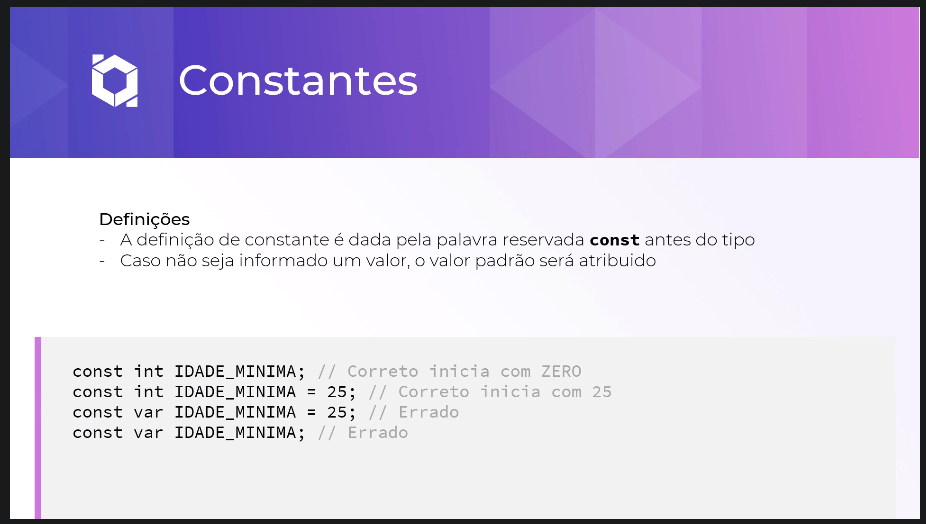 Constantes
Definições
- A definição de constante é dada pela palavra reservada const antes do tipo
- Caso não seja informado um valor, o valor padrão será atribuido
const int IDADE_MINIMA; // Correto inicia com ZERO
const int IDADE_MINIMA = 25; // Correto inicia com 25
const var IDADE_MINIMA = 25; // Errado
const var IDADE_MINIMA; // Errado